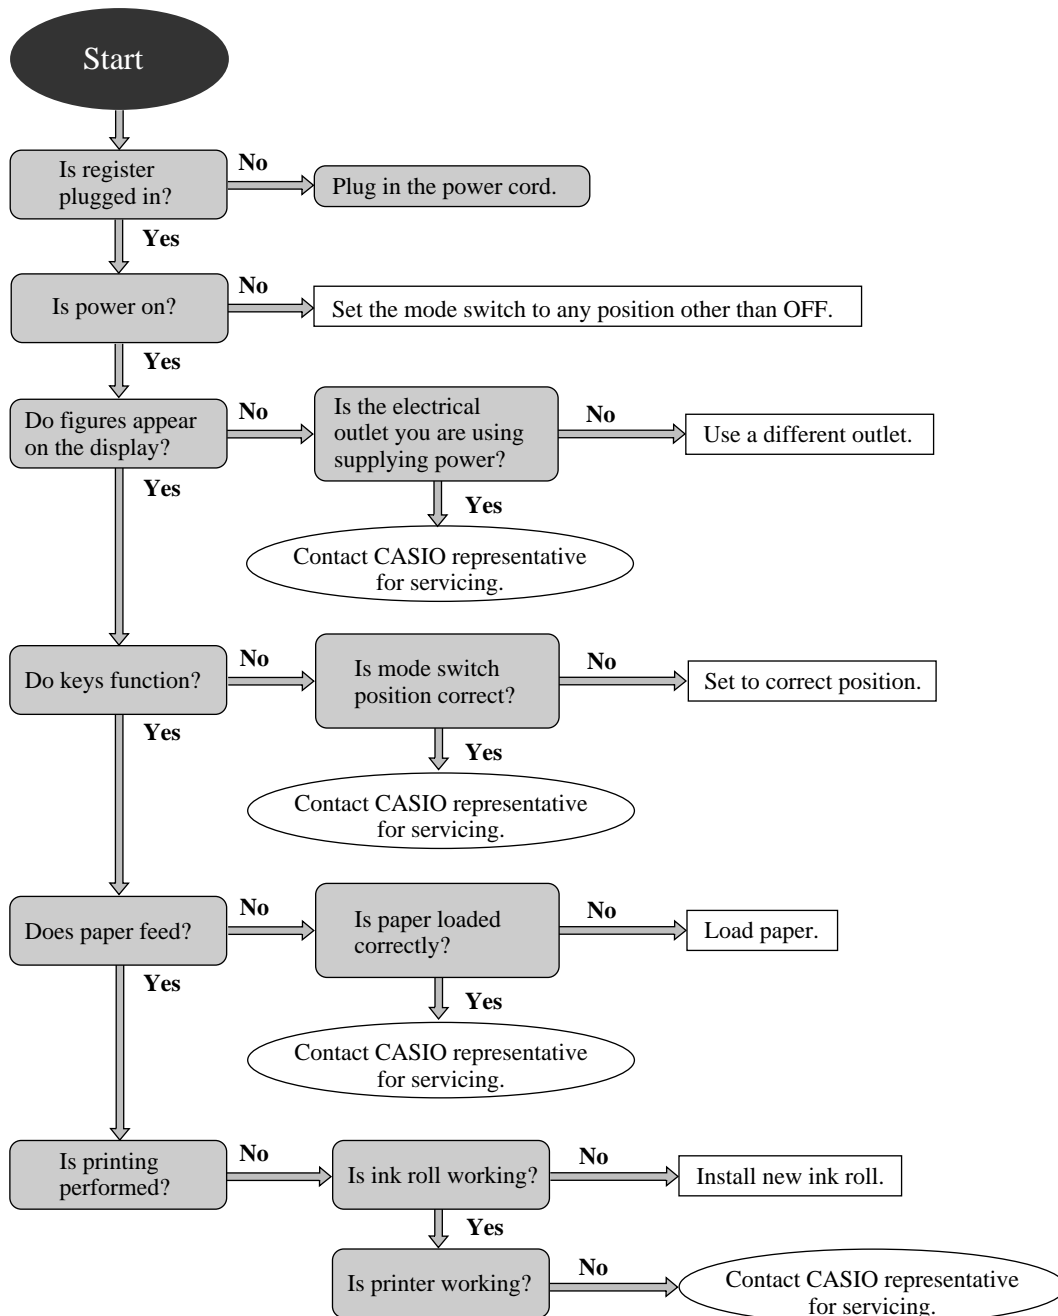 Start
Is register
plugged in?
No
Plug in the power cord.
Yes
Is power on?
No
Set the mode switch to any position other than OFF.
Yes
Do figures appear
on the display?
No
Is the electrical
outlet you are using
supplying power?
No
Use a different outlet.
Yes
Yes
Contact CASIO representative
for servicing.
Do keys function?
No
Is mode switch
position correct?
No
Set to correct position.
Yes
Yes
Contact CASIO representative
for servicing.
Does paper feed?
No
Is paper loaded
correctly?
No
Load paper.
Yes
Yes
Contact CASIO representative
for servicing.
Is printing
performed?
No
Is ink roll working?
No
Install new ink roll.
Yes
Is printer working?
No
Contact CASIO representative
for servicing.